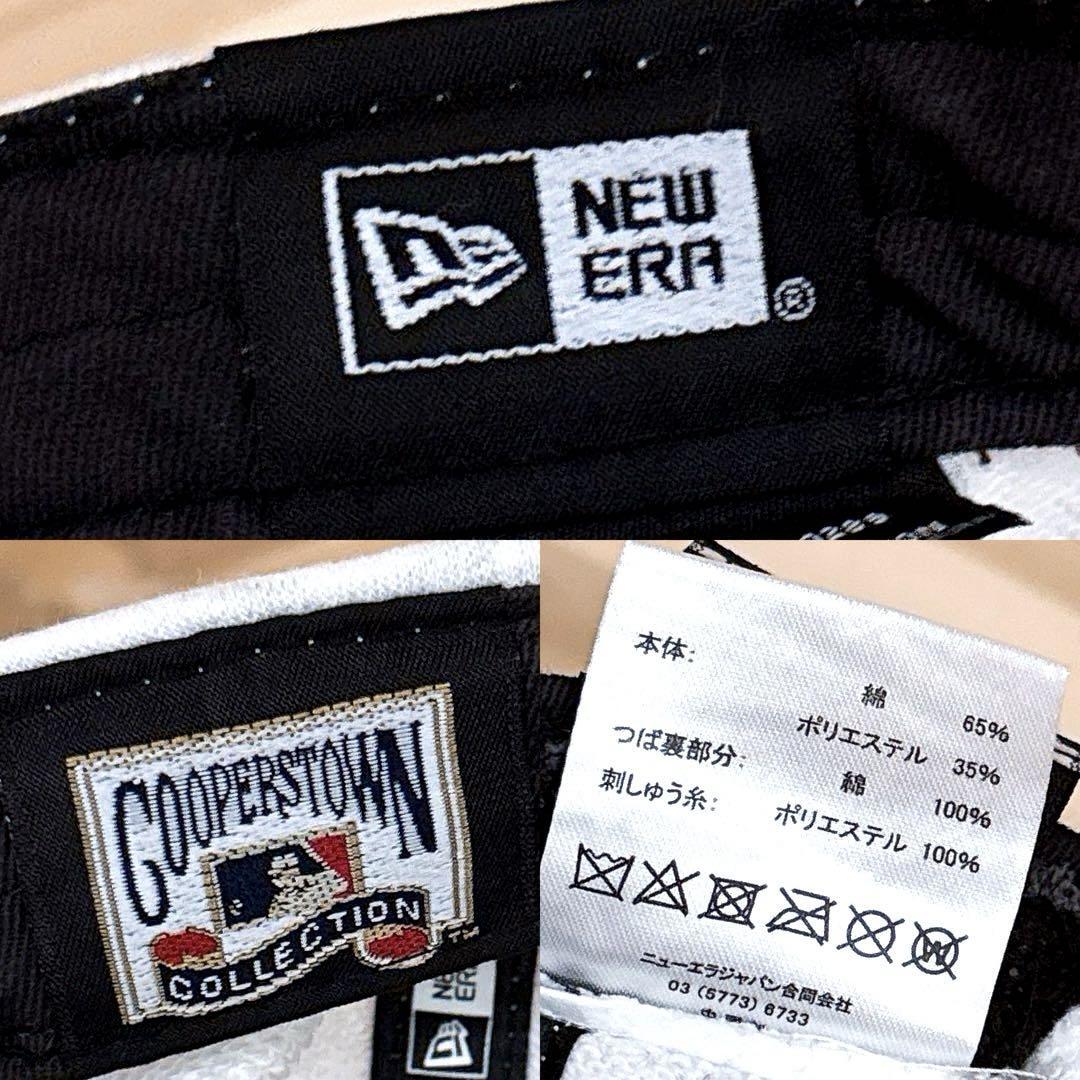 NEW
ERA
®
COOPERSTOWN
COLLECTION
™
NEW
ERA
本体:
綿 65%
ポリエステル 35%
つば裏部分:
綿 100%
刺しゅう糸:
ポリエステル 100%
W
ニューエラジャパン合同会社
03 (5773) 6733